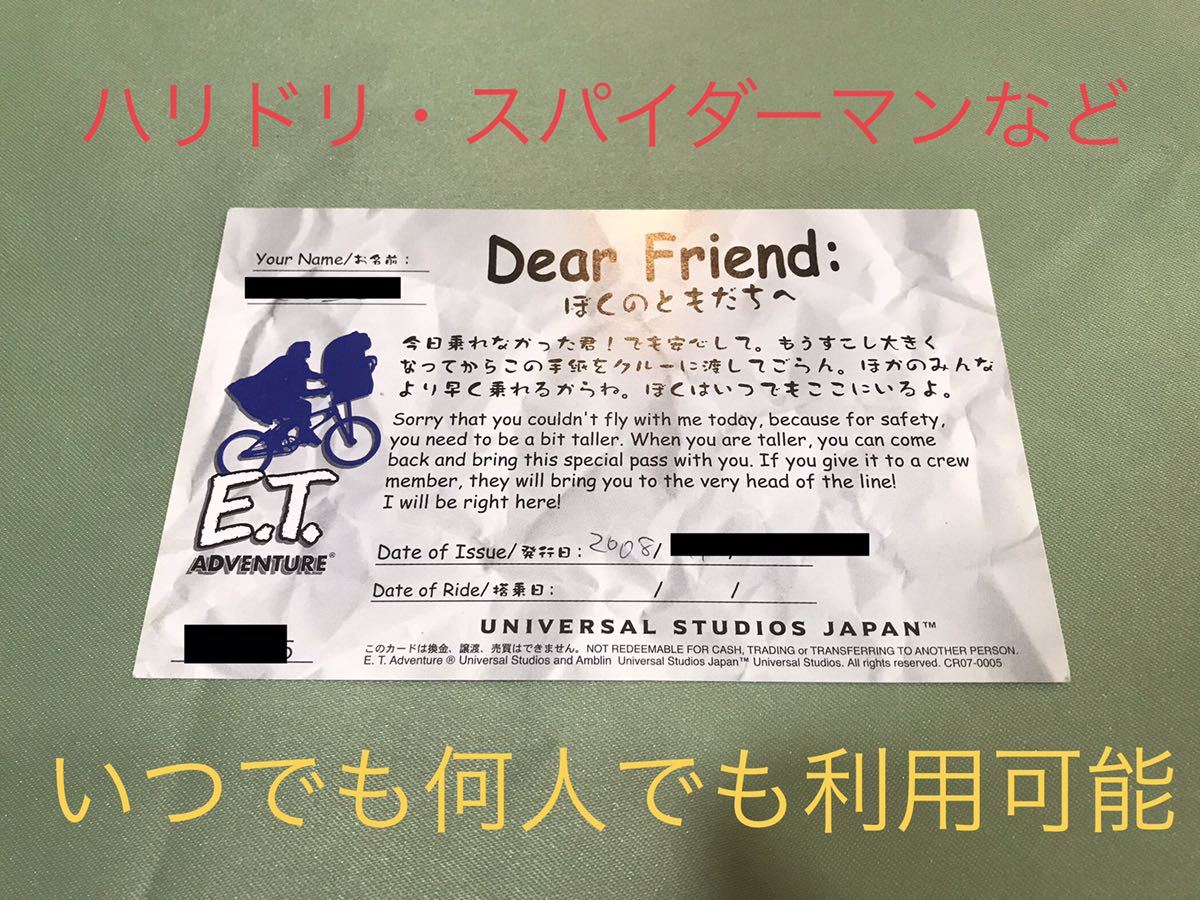 ハリドリ・スパイダーマンなど
Your Name/お名前：
Dear Friend:
ぼくのともだちへ
今日乗れなかった君！でも安心して。もうすこし大きく
なってからこの手紙をクルーに渡してごらん。ほかのみんな
より早く乗れるからね。ぼくはいつでもここにいるよ。
Sorry that you couldn't fly with me today, because for safety,
you need to be a bit taller. When you are taller, you can come
back and bring this special pass with you. If you give it to a crew
member, they will bring you to the very head of the line!
I will be right here!
E.T.
ADVENTURE®
Date of Issue/発行日：2008/ /
Date of Ride/搭乗日： / /
5
UNIVERSAL STUDIOS JAPAN™
このカードは換金、譲渡、売買はできません。NOT REDEEMABLE FOR CASH, TRADING or TRANSFERRING TO ANOTHER PERSON.
E. T. Adventure ® Universal Studios and Amblin Universal Studios Japan™ Universal Studios. All rights reserved. CR07-0005
いつでも何人でも利用可能